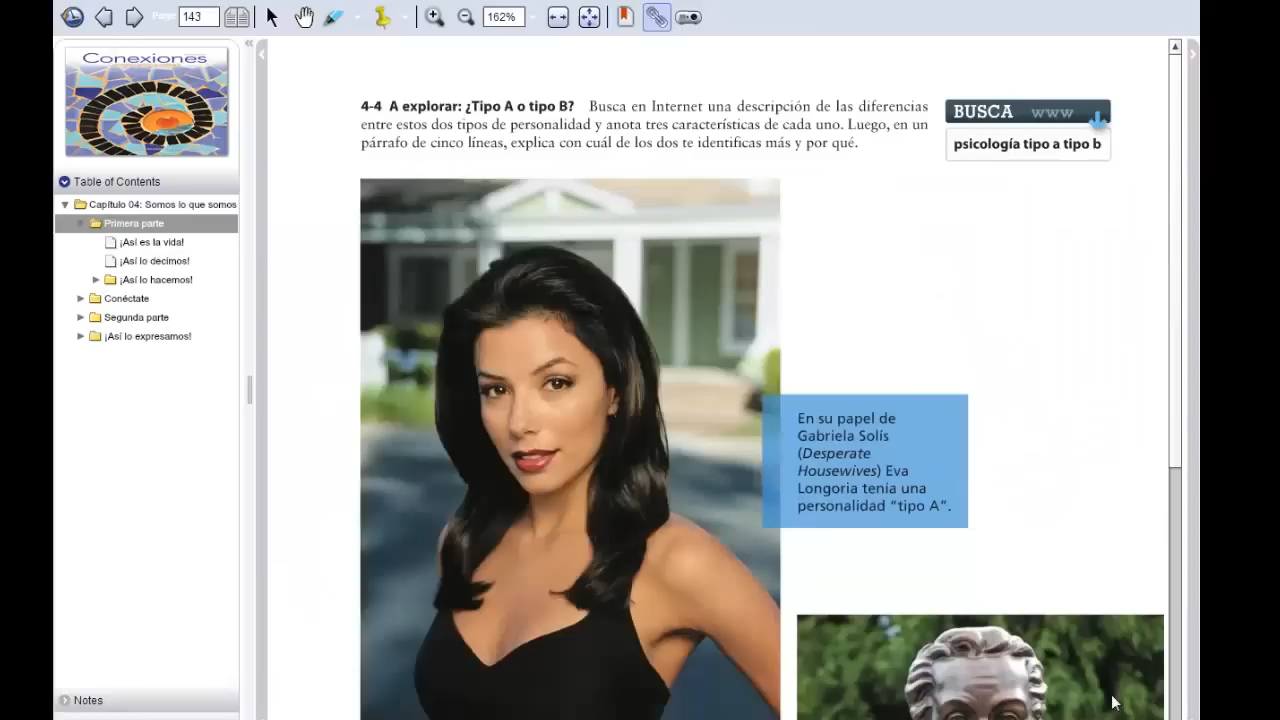 Page 143
162%
Conexiones
Table of Contents
Capítulo 04: Somos lo que somos
Primera parte
¡Así es la vida!
¡Así lo decimos!
¡Así lo hacemos!
Conéctate
Segunda parte
¡Así lo expresamos!
Notes
4-4 A explorar: ¿Tipo A o tipo B? Busca en Internet una descripción de las diferencias
entre estos dos tipos de personalidad y anota tres características de cada uno. Luego, en un
párrafo de cinco líneas, explica con cuál de los dos te identificas más y por qué.
BUSCA www
psicología tipo a tipo b
En su papel de
Gabriela Solís
(Desperate
Housewives) Eva
Longoria tenía una
personalidad “tipo A”.